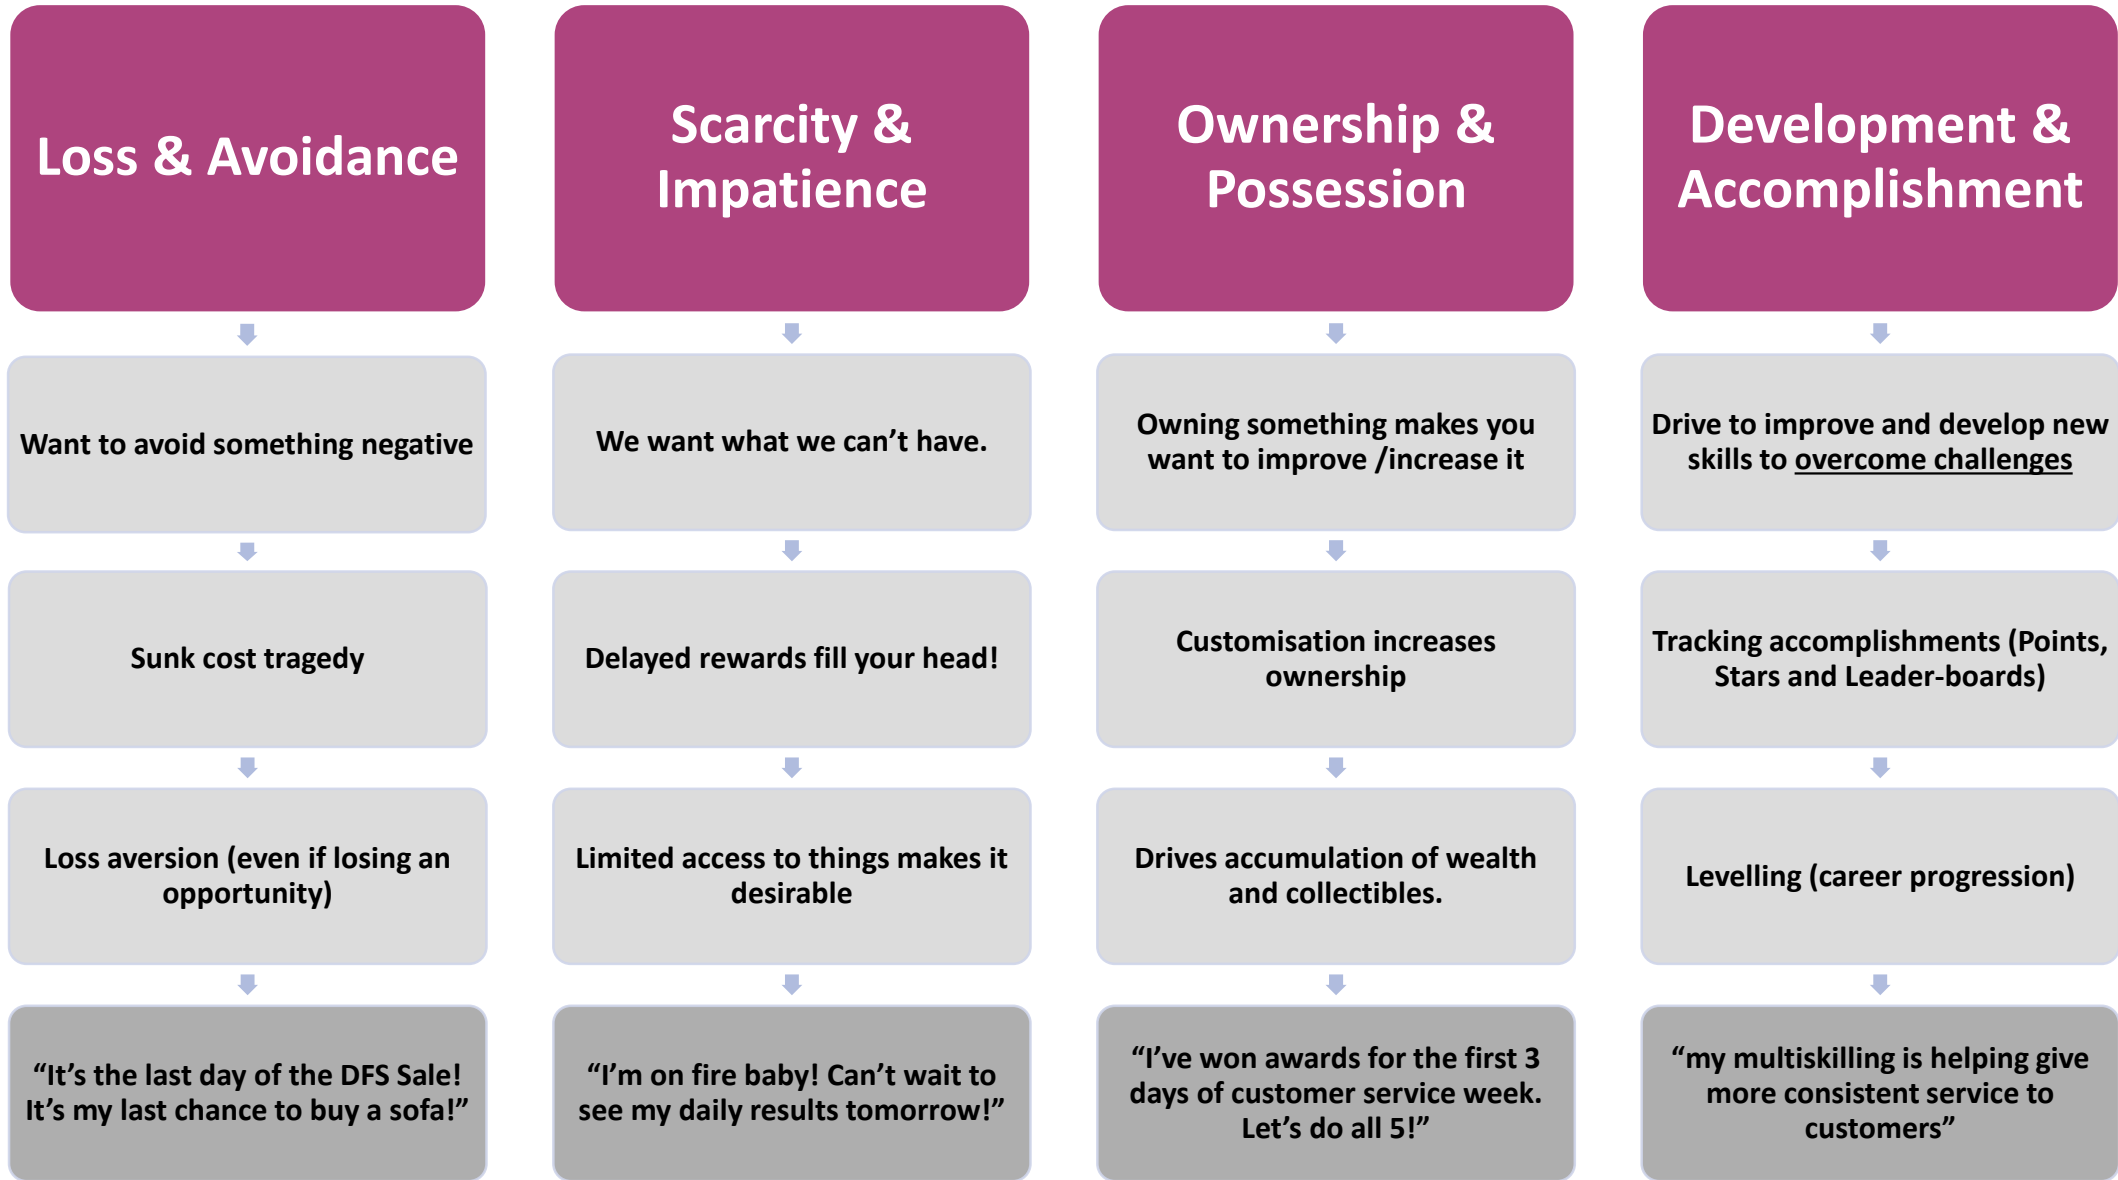 Loss & Avoidance
Want to avoid something negative
Sunk cost tragedy
Loss aversion (even if losing an
opportunity)
“It’s the last day of the DFS Sale!
It’s my last chance to buy a sofa!”
Scarcity &
Impatience
We want what we can’t have.
Delayed rewards fill your head!
Limited access to things makes it
desirable
“I’m on fire baby! Can’t wait to
see my daily results tomorrow!”
Ownership &
Possession
Owning something makes you
want to improve /increase it
Customisation increases
ownership
Drives accumulation of wealth
and collectibles.
“I’ve won awards for the first 3
days of customer service week.
Let’s do all 5!”
Development &
Accomplishment
Drive to improve and develop new
skills to overcome challenges
Tracking accomplishments (Points,
Stars and Leader-boards)
Levelling (career progression)
“my multiskilling is helping give
more consistent service to
customers”